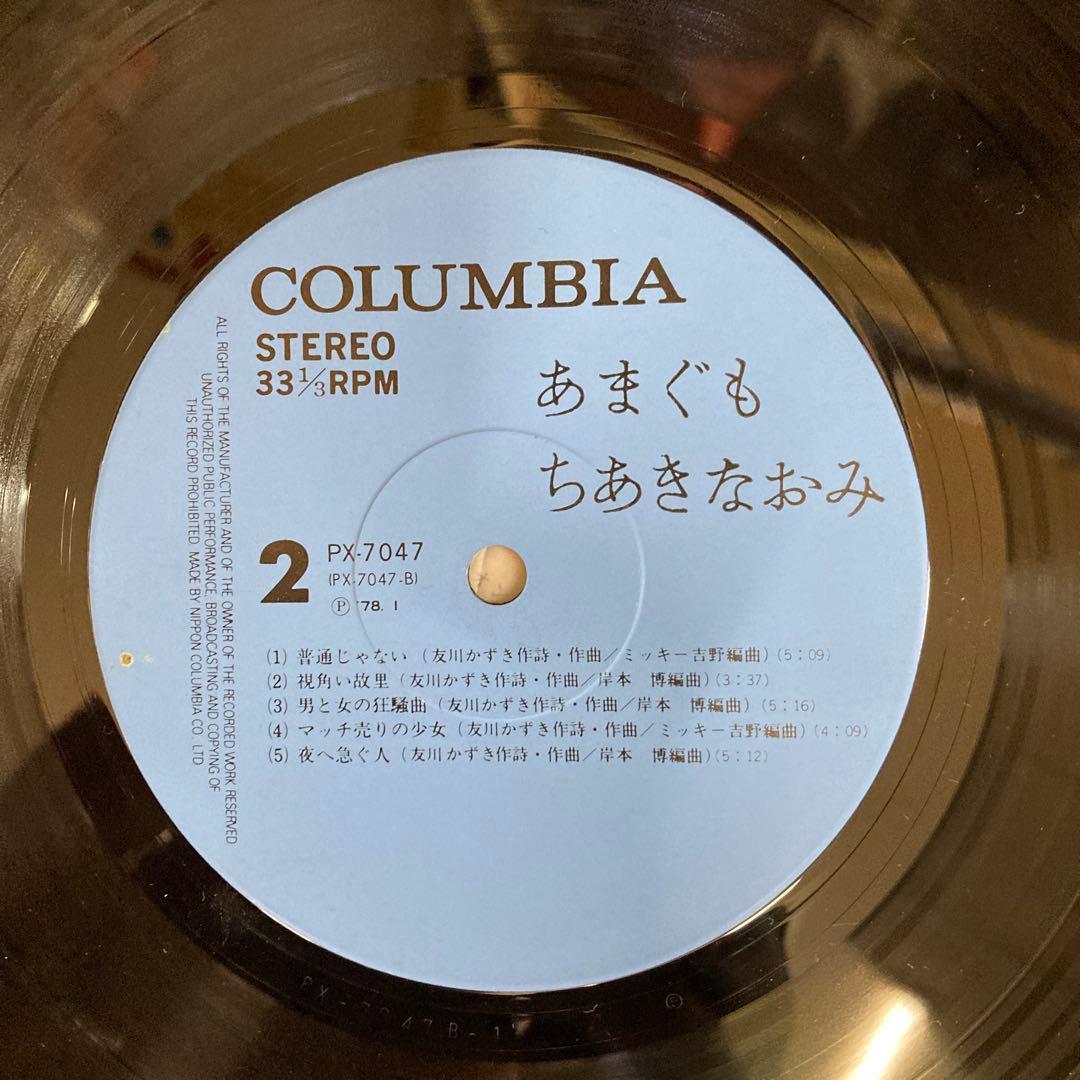 COLUMBIA
STEREO
33 1/3 RPM
あまぐも
ちあきなおみ
2
PX-7047
(PX-7047-B)
Ⓟ '78. 1
(1) 普通じゃない (友川かずき作詩・作曲/ミッキー吉野編曲)(5:09)
(2) 視角い故里 (友川かずき作詩・作曲/岸本 博編曲)(3:37)
(3) 男と女の狂騒曲 (友川かずき作詩・作曲/岸本 博編曲)(5:16)
(4) マッチ売りの少女 (友川かずき作詩・作曲/ミッキー吉野編曲)(4:09)
(5) 夜へ急ぐ人 (友川かずき作詩・作曲/岸本 博編曲)(5:12)
ALL RIGHTS OF THE MANUFACTURER AND OF THE OWNER OF THE RECORDED WORK RESERVED
UNAUTHORIZED PUBLIC PERFORMANCE, BROADCASTING AND COPYING OF
THIS RECORD PROHIBITED MADE BY NIPPON COLUMBIA CO. LTD